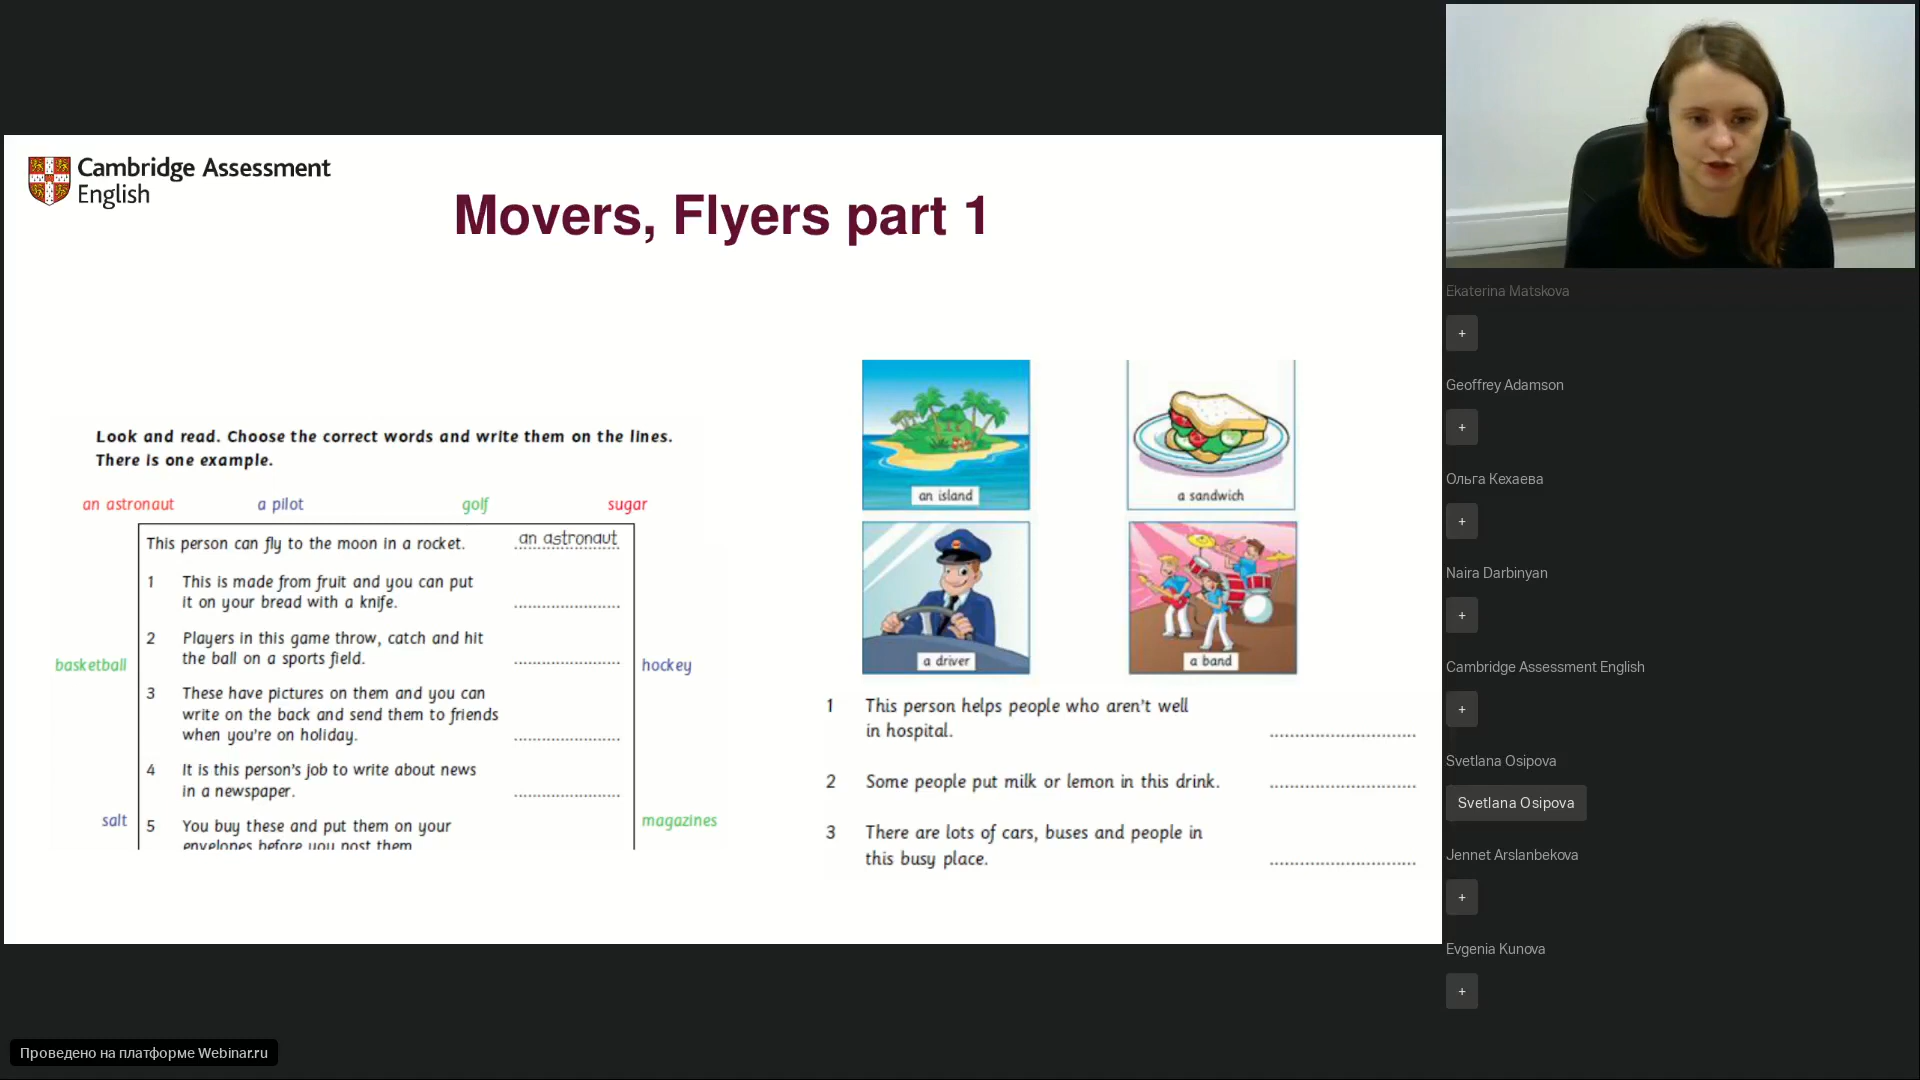 Cambridge Assessment
English
Movers, Flyers part 1
Look and read. Choose the correct words and write them on the lines.
There is one example.
an astronaut a pilot golf sugar
This person can fly to the moon in a rocket. an astronaut
1 This is made from fruit and you can put
it on your bread with a knife. ........................
2 Players in this game throw, catch and hit
the ball on a sports field. ........................
basketball
hockey
3 These have pictures on them and you can
write on the back and send them to friends
when you're on holiday. ........................
4 It is this person's job to write about news
in a newspaper. ........................
salt
magazines
5 You buy these and put them on your
envelopes before you post them
an island
a sandwich
a driver
a band
1 This person helps people who aren't well
in hospital. ..............................
2 Some people put milk or lemon in this drink. ..............................
3 There are lots of cars, buses and people in
this busy place. ..............................
Ekaterina Matskova
+
Geoffrey Adamson
+
Ольга Кехаева
+
Naira Darbinyan
+
Cambridge Assessment English
+
Svetlana Osipova
Svetlana Osipova
Jennet Arslanbekova
+
Evgenia Kunova
+
Проведено на платформе Webinar.ru